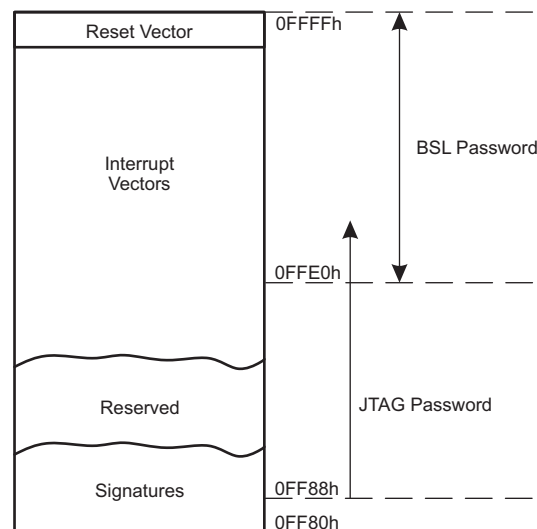 Reset Vector
0FFFFh
BSL Password
Interrupt
Vectors
0FFE0h
Reserved
JTAG Password
Signatures
0FF88h
0FF80h